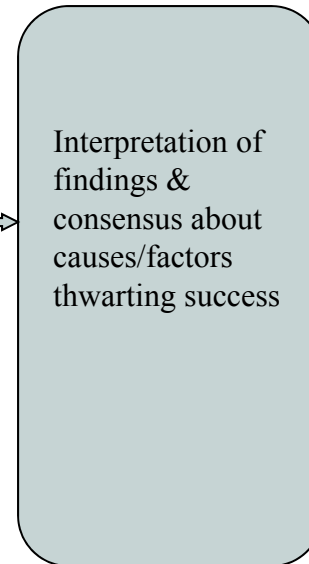 Interpretation of
findings &
consensus about
causes/factors
thwarting success